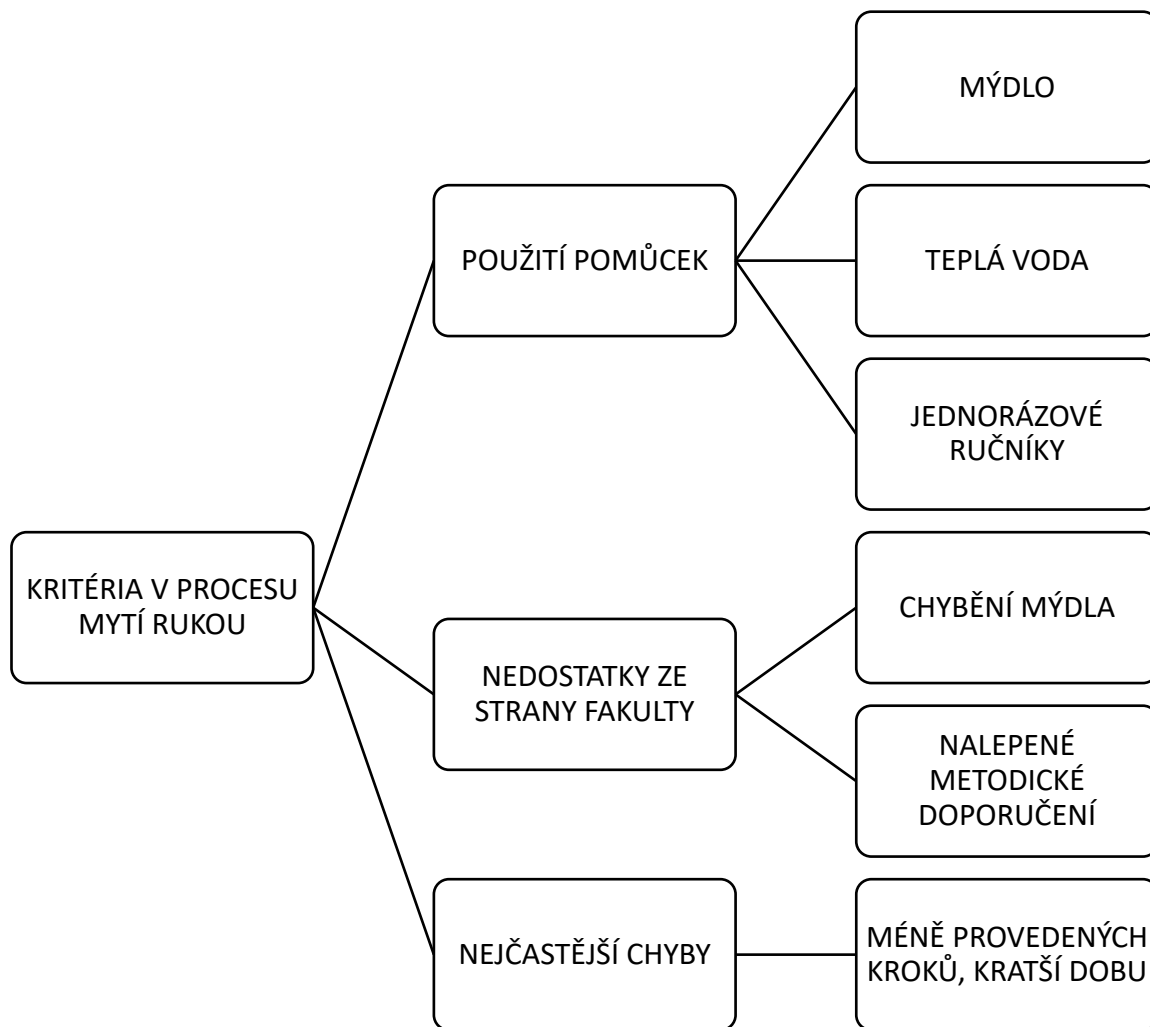 MÝDLO
POUŽITÍ POMŮCEK
TEPLÁ VODA
JEDNORÁZOVÉ
RUČNÍKY
KRITÉRIA V PROCESU
MYTÍ RUKOU
CHYBĚNÍ MÝDLA
NEDOSTATKY ZE
STRANY FAKULTY
NALEPENÉ
METODICKÉ
DOPORUČENÍ
NEJČASTĚJŠÍ CHYBY
MÉNĚ PROVEDENÝCH
KROKŮ, KRATŠÍ DOBU